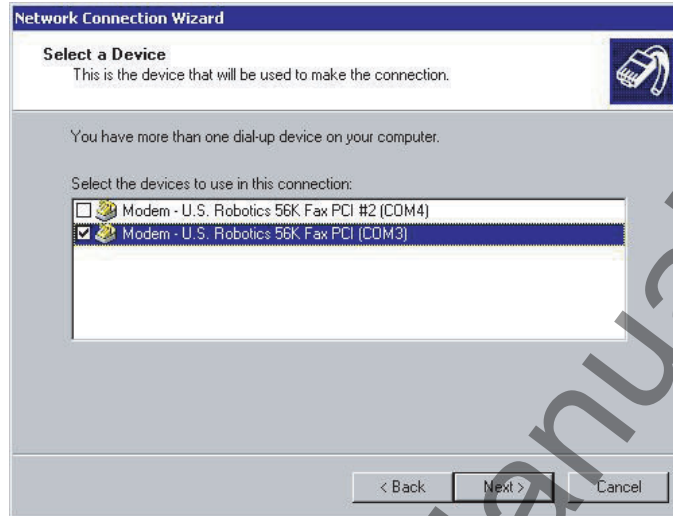 Network Connection Wizard
Select a Device
This is the device that will be used to make the connection.
You have more than one dial-up device on your computer.
Select the devices to use in this connection:
Modem - U.S. Robotics 56K Fax PCI #2 (COM4)
Modem - U.S. Robotics 56K Fax PCI (COM3)
< Back Next > Cancel